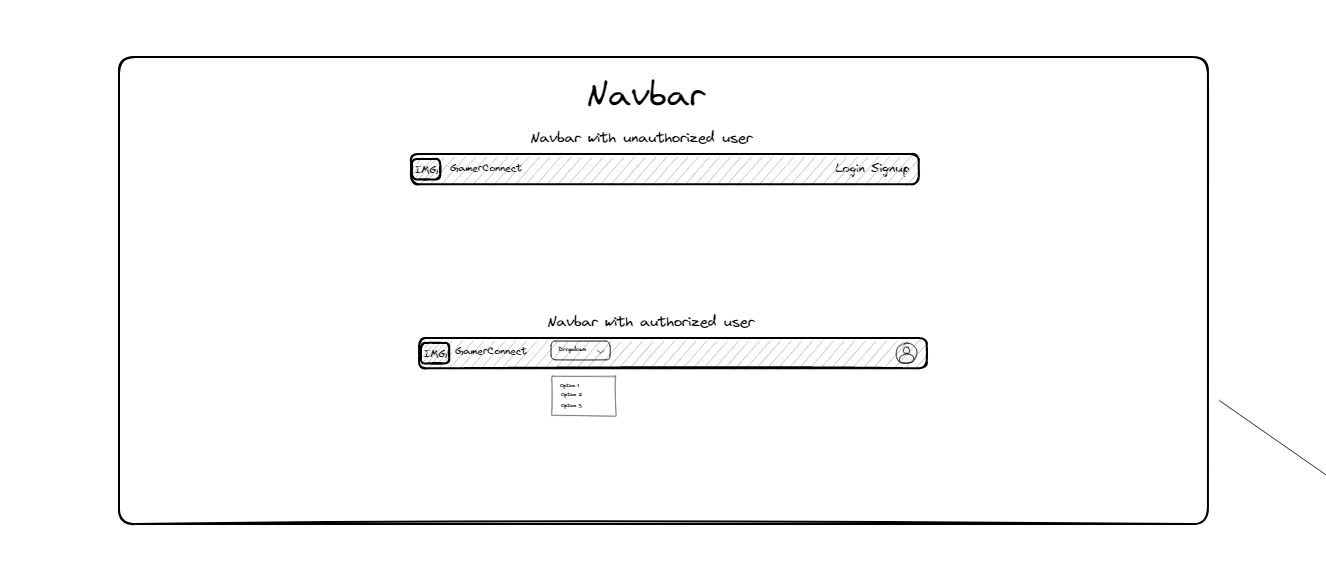 Navbar
Navbar with unauthorized user
IMG GamerConnect Login Signup
Navbar with authorized user
IMG GamerConnect Dropdown
Option 1
Option 2
Option 3